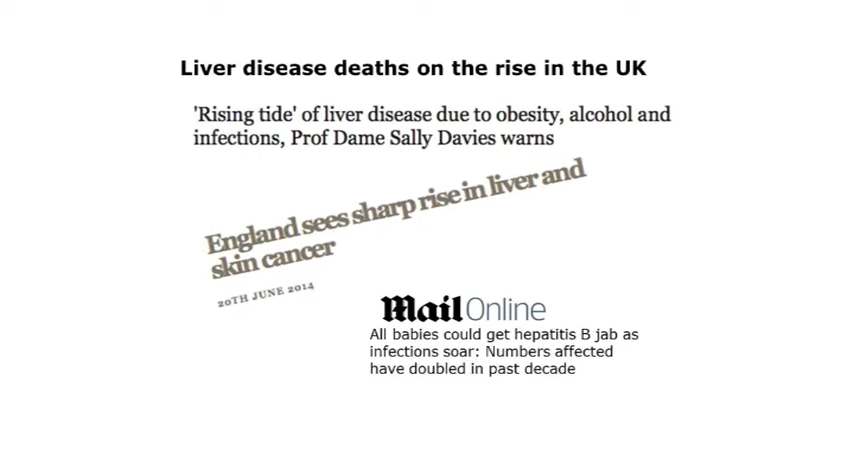 Liver disease deaths on the rise in the UK
'Rising tide' of liver disease due to obesity, alcohol and
infections, Prof Dame Sally Davies warns
England sees sharp rise in liver and
skin cancer
20TH JUNE 2014
Mail Online
All babies could get hepatitis B jab as
infections soar: Numbers affected
have doubled in past decade